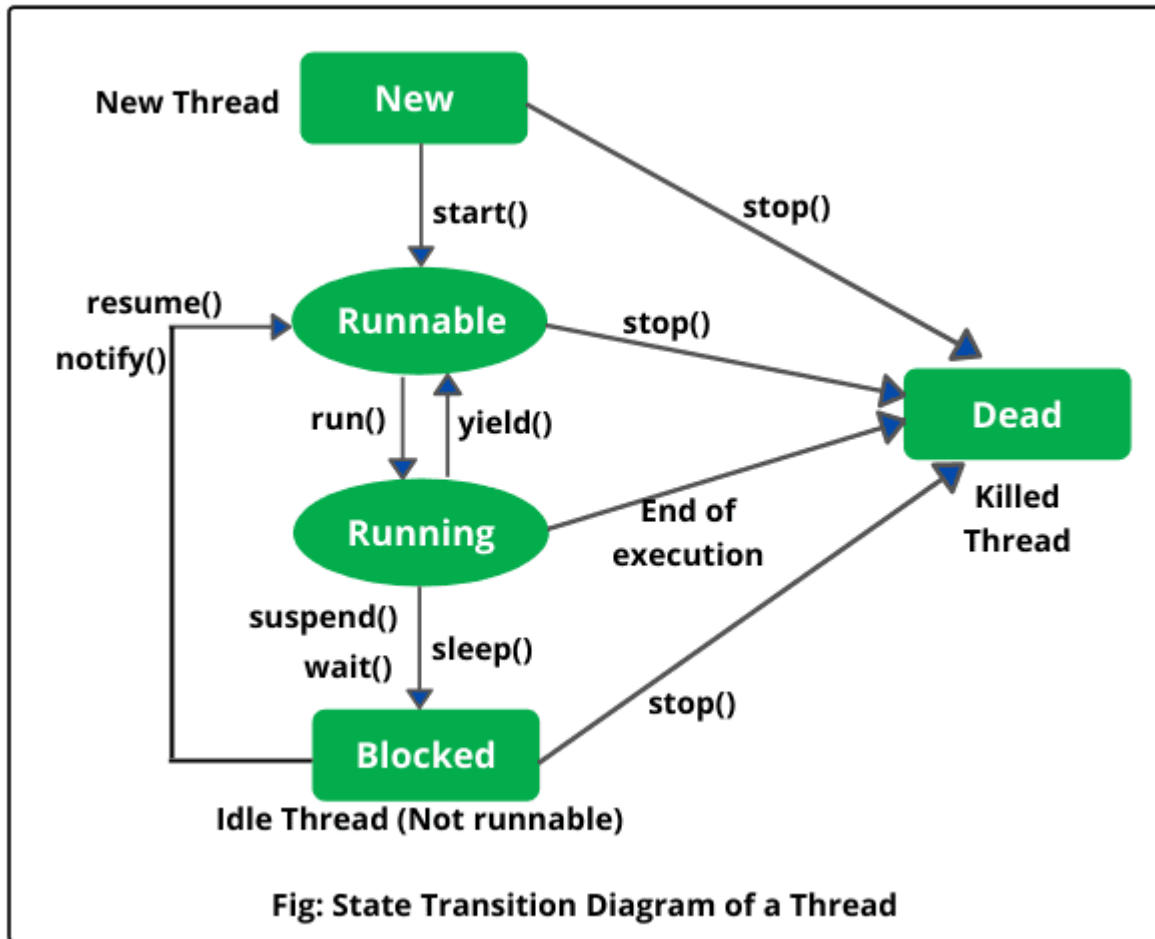 New Thread
New
stop()
start()
resume()
Runnable
stop()
notify()
Dead
run()
yield()
Killed
Thread
Running
End of
execution
suspend()
sleep()
wait()
stop()
Blocked
Idle Thread (Not runnable)
Fig: State Transition Diagram of a Thread